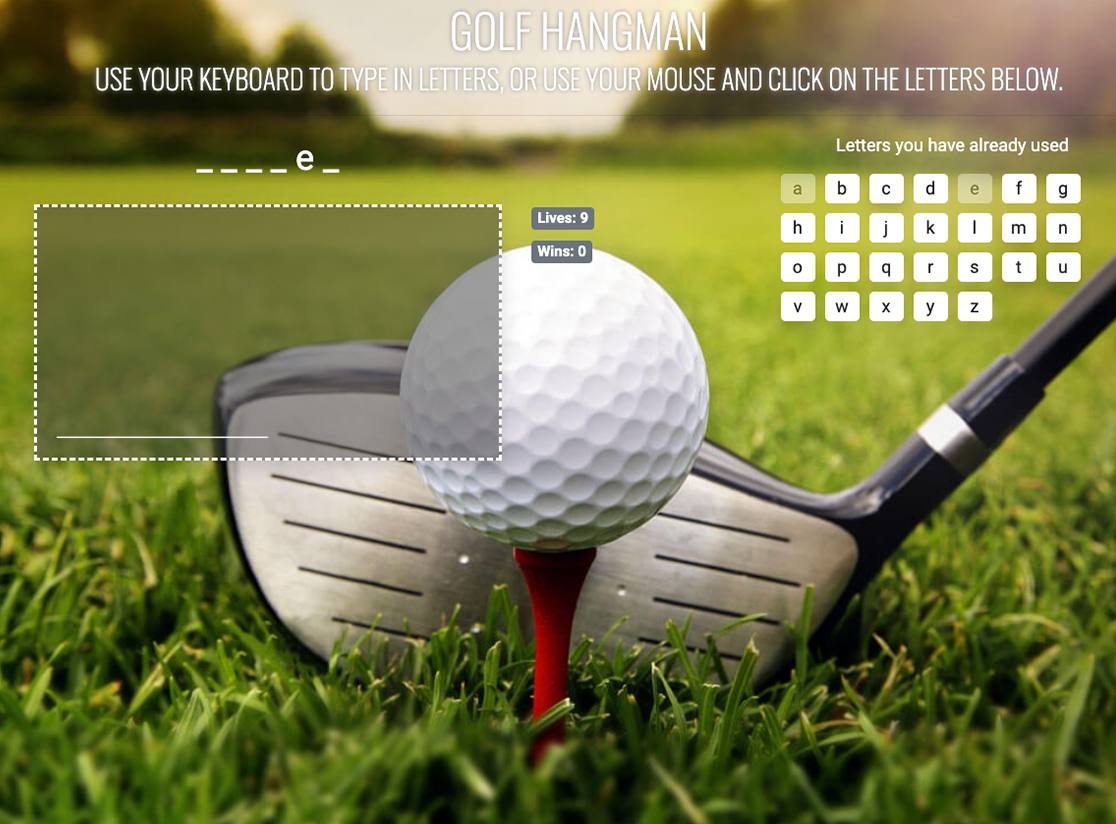 GOLF HANGMAN
USE YOUR KEYBOARD TO TYPE IN LETTERS, OR USE YOUR MOUSE AND CLICK ON THE LETTERS BELOW.
_ _ _ _ e _
Lives: 9
Wins: 0
Letters you have already used
a b c d e f g
h i j k l m n
o p q r s t u
v w x y z